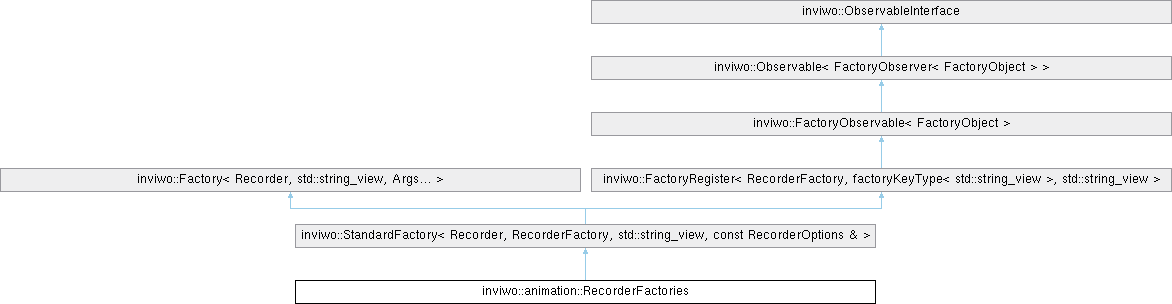 inviwo::ObservableInterface
inviwo::Observable< FactoryObserver< FactoryObject > >
inviwo::FactoryObservable< FactoryObject >
inviwo::Factory< Recorder, std::string_view, Args... >
inviwo::FactoryRegister< RecorderFactory, factoryKeyType< std::string_view >, std::string_view >
inviwo::StandardFactory< Recorder, RecorderFactory, std::string_view, const RecorderOptions & >
inviwo::animation::RecorderFactories